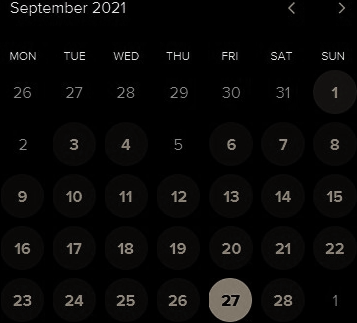 September 2021
MON TUE WED THU FRI SAT SUN
26 27 28 29 30 31 1
2 3 4 5 6 7 8
9 10 11 12 13 14 15
16 17 18 19 20 21 22
23 24 25 26 27 28 1